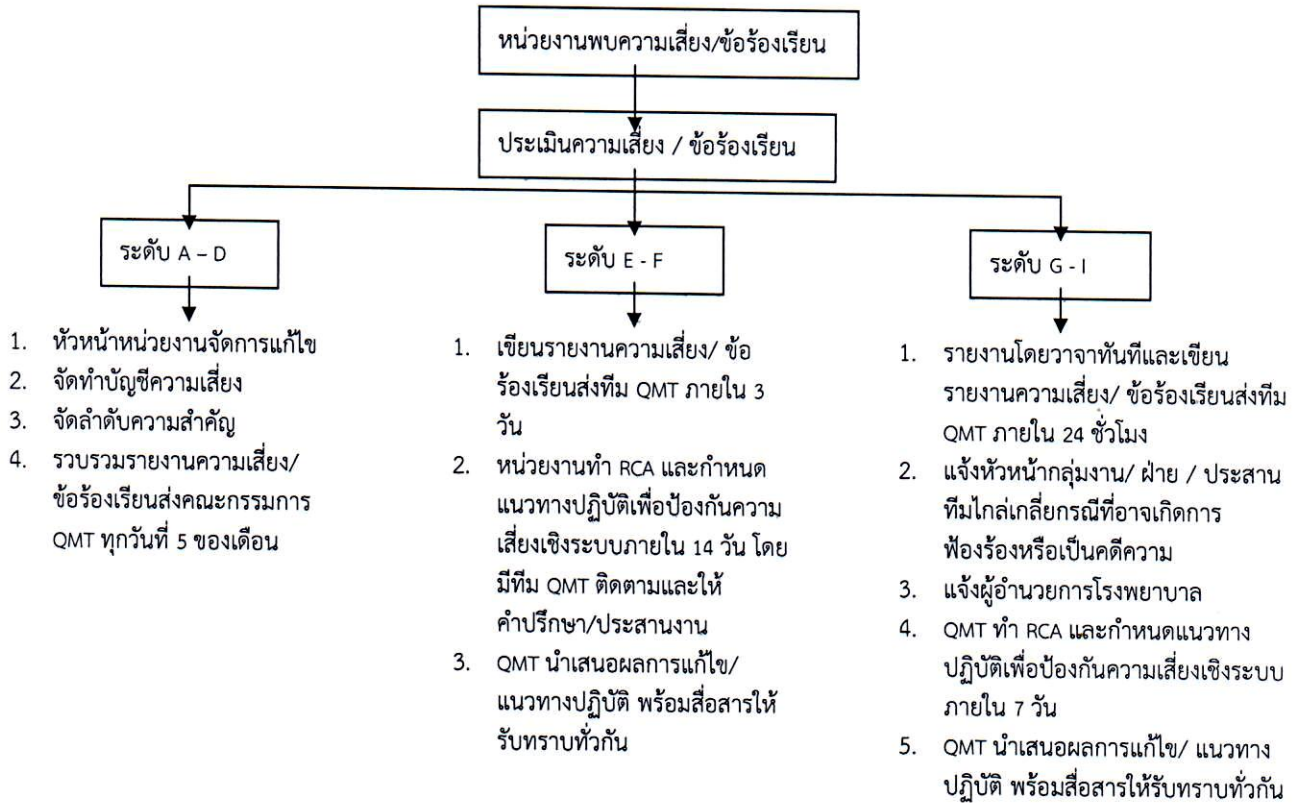 หน่วยงานพบความเสี่ยง/ข้อร้องเรียน
ประเมินความเสี่ยง / ข้อร้องเรียน
ระดับ A – D
1. หัวหน้าหน่วยงานจัดการแก้ไข
2. จัดทำบัญชีความเสี่ยง
3. จัดลำดับความสำคัญ
4. รวบรวมรายงานความเสี่ยง/
ข้อร้องเรียนส่งคณะกรรมการ
QMT ทุกวันที่ 5 ของเดือน
ระดับ E - F
1. เขียนรายงานความเสี่ยง/ ข้อ
ร้องเรียนส่งทีม QMT ภายใน 3
วัน
2. หน่วยงานทำ RCA และกำหนด
แนวทางปฏิบัติเพื่อป้องกันความ
เสี่ยงเชิงระบบภายใน 14 วัน โดย
มีทีม QMT ติดตามและให้
คำปรึกษา/ประสานงาน
3. QMT นำเสนอผลการแก้ไข/
แนวทางปฏิบัติ พร้อมสื่อสารให้
รับทราบทั่วกัน
ระดับ G - I
1. รายงานโดยวาจาทันทีและเขียน
รายงานความเสี่ยง/ ข้อร้องเรียนส่งทีม
QMT ภายใน 24 ชั่วโมง
2. แจ้งหัวหน้ากลุ่มงาน/ ฝ่าย / ประสาน
ทีมไกล่เกลี่ยกรณีที่อาจเกิดการ
ฟ้องร้องหรือเป็นคดีความ
3. แจ้งผู้อำนวยการโรงพยาบาล
4. QMT ทำ RCA และกำหนดแนวทาง
ปฏิบัติเพื่อป้องกันความเสี่ยงเชิงระบบ
ภายใน 7 วัน
5. QMT นำเสนอผลการแก้ไข/ แนวทาง
ปฏิบัติ พร้อมสื่อสารให้รับทราบทั่วกัน